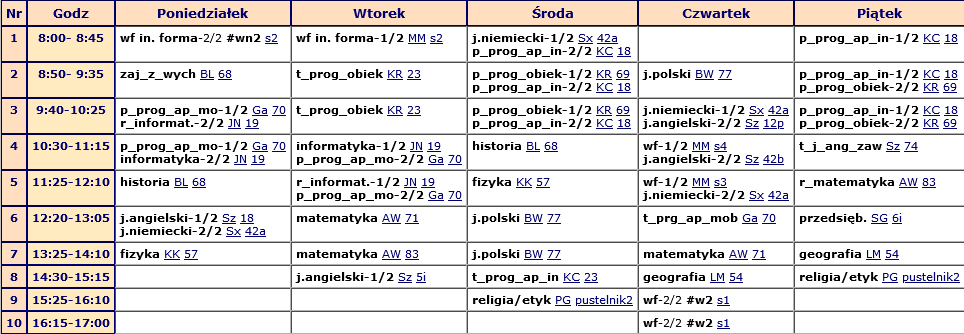 Nr Godz Poniedziałek Wtorek Środa Czwartek Piątek
1 8:00- 8:45 wf in. forma-2/2 #wn2 s2 wf in. forma-1/2 MM s2 j.niemiecki-1/2 Sx 42a p_prog_ap_in-1/2 KC 18
p_prog_ap_in-2/2 KC 18
2 8:50- 9:35 zaj_z_wych BL 68 t_prog_obiek KR 23 p_prog_obiek-1/2 KR 69 j.polski BW 77 p_prog_ap_in-1/2 KC 18
p_prog_ap_in-2/2 KC 18 p_prog_obiek-2/2 KR 69
3 9:40-10:25 p_prog_ap_mo-1/2 Ga 70 t_prog_obiek KR 23 p_prog_obiek-1/2 KR 69 j.niemiecki-1/2 Sx 42a p_prog_ap_in-1/2 KC 18
r_informat.-2/2 JN 19 p_prog_ap_in-2/2 KC 18 j.angielski-2/2 Sz 12p p_prog_obiek-2/2 KR 69
4 10:30-11:15 p_prog_ap_mo-1/2 Ga 70 informatyka-1/2 JN 19 historia BL 68 wf-1/2 MM s4 t_j_ang_zaw Sz 74
informatyka-2/2 JN 19 p_prog_ap_mo-2/2 Ga 70 j.angielski-2/2 Sz 42b
5 11:25-12:10 historia BL 68 r_informat.-1/2 JN 19 fizyka KK 57 wf-1/2 MM s3 r_matematyka AW 83
p_prog_ap_mo-2/2 Ga 70 j.niemiecki-2/2 Sx 42a
6 12:20-13:05 j.angielski-1/2 Sz 18 matematyka AW 71 j.polski BW 77 t_prg_ap_mob Ga 70 przedsięb. SG 6i
j.niemiecki-2/2 Sx 42a
7 13:25-14:10 fizyka KK 57 matematyka AW 83 j.polski BW 77 matematyka AW 71 geografia LM 54
8 14:30-15:15 j.angielski-1/2 Sz 5i t_prog_ap_in KC 23 geografia LM 54 religia/etyk PG pustelnik2
9 15:25-16:10 religia/etyk PG pustelnik2 wf-2/2 #w2 s1
10 16:15-17:00 wf-2/2 #w2 s1